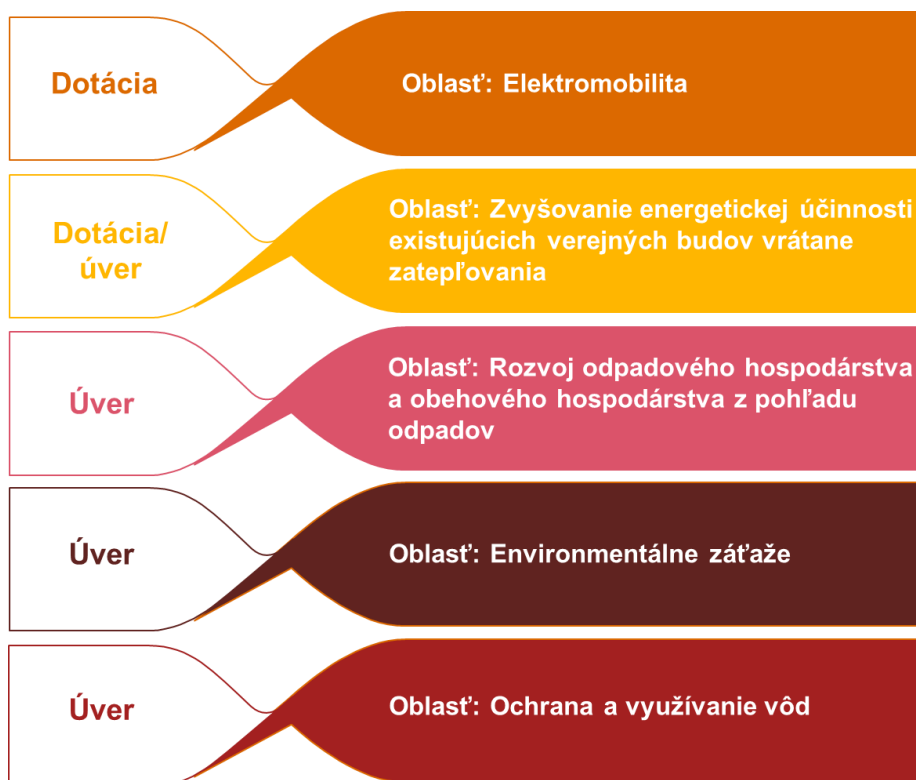 Dotácia
Oblasť: Elektromobilita
Dotácia/
úver
Oblasť: Zvyšovanie energetickej účinnosti
existujúcich verejných budov vrátane
zatepľovania
Úver
Oblasť: Rozvoj odpadového hospodárstva
a obehového hospodárstva z pohľadu
odpadov
Úver
Oblasť: Environmentálne záťaže
Úver
Oblasť: Ochrana a využívanie vôd